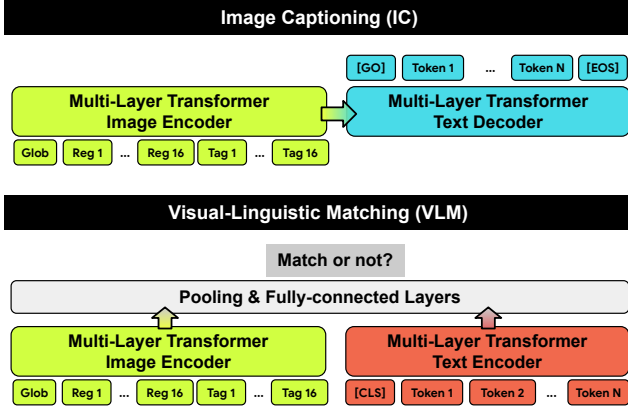 Image Captioning (IC)
[GO] Token 1 ... Token N [EOS]
Multi-Layer Transformer
Image Encoder
Multi-Layer Transformer
Text Decoder
Glob Reg 1 ... Reg 16 Tag 1 ... Tag 16
Visual-Linguistic Matching (VLM)
Match or not?
Pooling & Fully-connected Layers
Multi-Layer Transformer
Image Encoder
Multi-Layer Transformer
Text Encoder
Glob Reg 1 ... Reg 16 Tag 1 ... Tag 16
[CLS] Token 1 Token 2 ... Token N